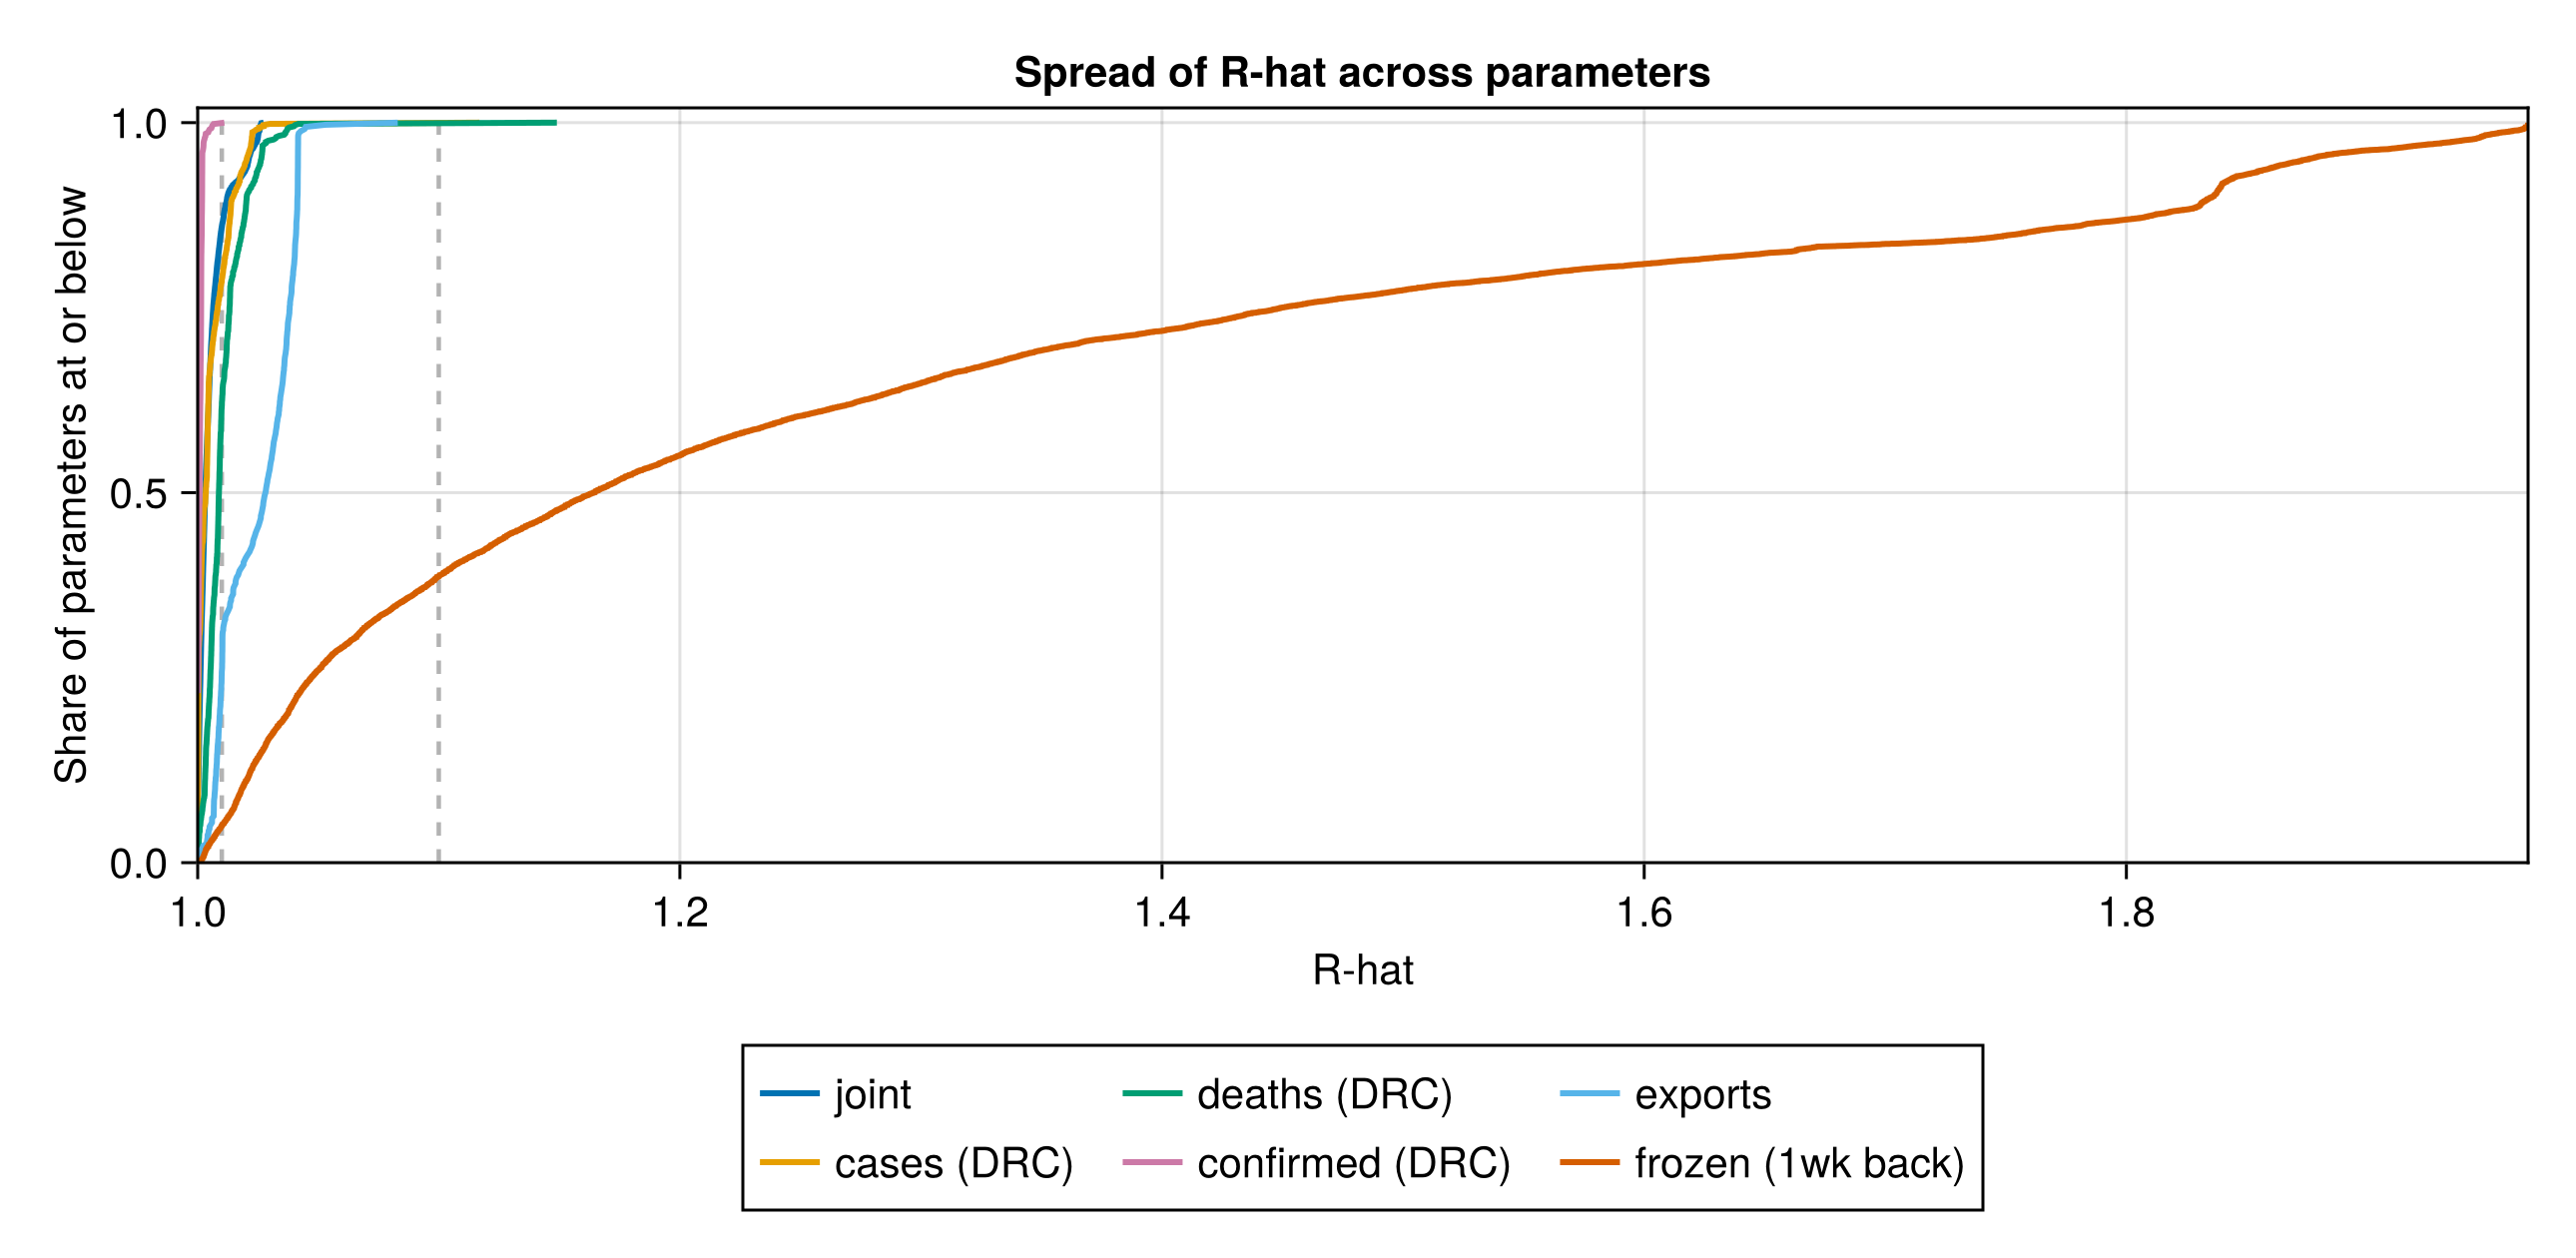 Spread of R-hat across parameters
Share of parameters at or below
1.0
0.5
0.0
1.0 1.2 1.4 1.6 1.8
R-hat
joint deaths (DRC) exports
cases (DRC) confirmed (DRC) frozen (1wk back)